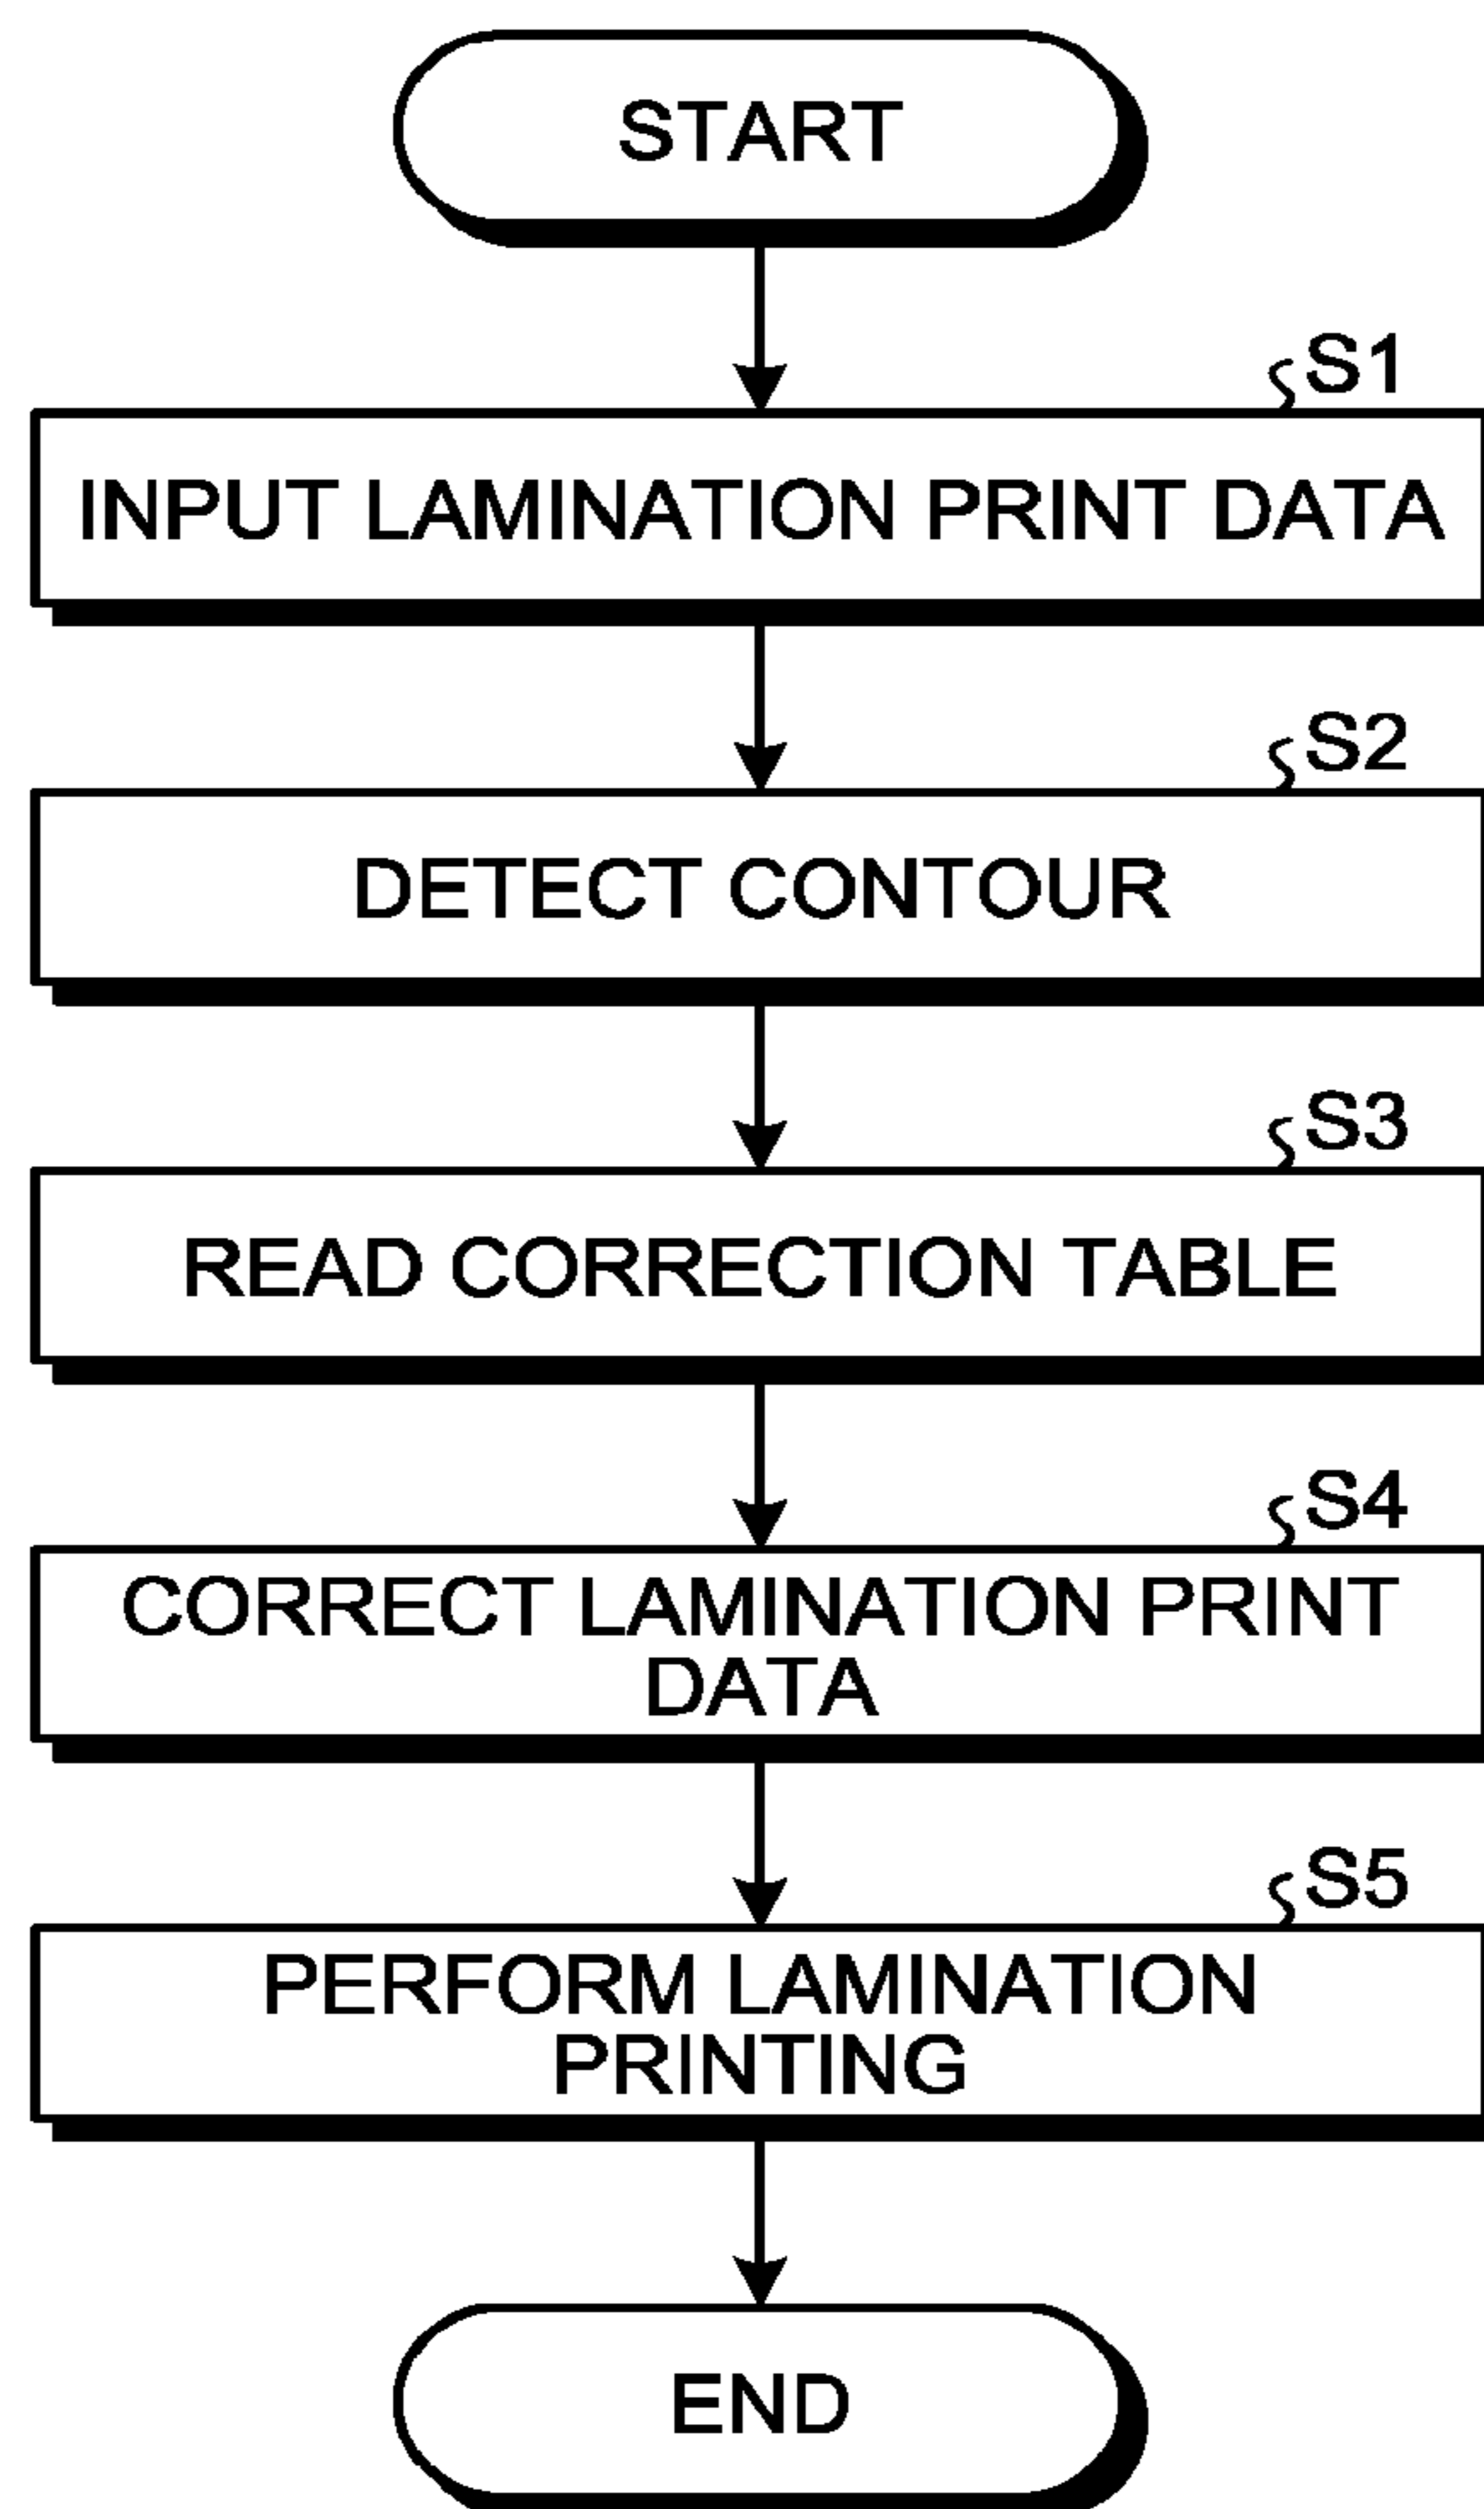 START
S1
INPUT LAMINATION PRINT DATA
S2
DETECT CONTOUR
S3
READ CORRECTION TABLE
S4
CORRECT LAMINATION PRINT
DATA
S5
PERFORM LAMINATION
PRINTING
END